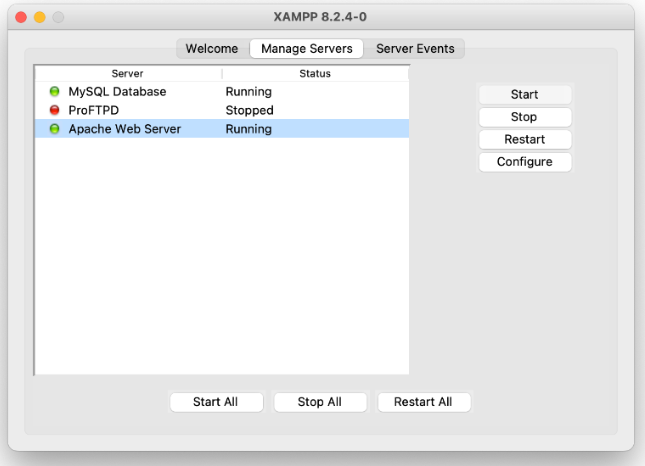 XAMPP 8.2.4-0
Welcome Manage Servers Server Events
Server Status
MySQL Database Running
ProFTPD Stopped
Apache Web Server Running
Start
Stop
Restart
Configure
Start All Stop All Restart All